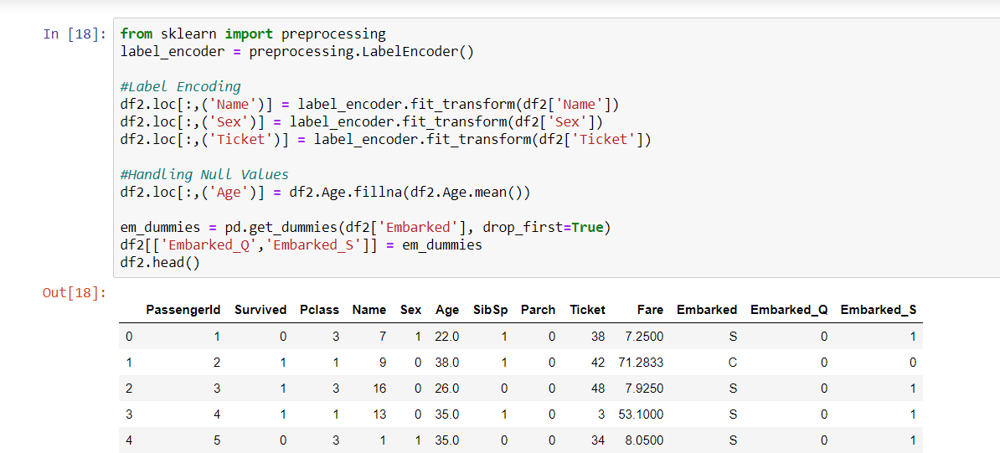 In [18]: from sklearn import preprocessing
label_encoder = preprocessing.LabelEncoder()
#Label Encoding
df2.loc[:,('Name')] = label_encoder.fit_transform(df2['Name'])
df2.loc[:,('Sex')] = label_encoder.fit_transform(df2['Sex'])
df2.loc[:,('Ticket')] = label_encoder.fit_transform(df2['Ticket'])
#Handling Null Values
df2.loc[:,('Age')] = df2.Age.fillna(df2.Age.mean())
em_dummies = pd.get_dummies(df2['Embarked'], drop_first=True)
df2[['Embarked_Q','Embarked_S']] = em_dummies
df2.head()
Out[18]:
PassengerId Survived Pclass Name Sex Age SibSp Parch Ticket Fare Embarked Embarked_Q Embarked_S
0 1 0 3 7 1 22.0 1 0 38 7.2500 S 0 1
1 2 1 1 9 0 38.0 1 0 42 71.2833 C 0 0
2 3 1 3 16 0 26.0 0 0 48 7.9250 S 0 1
3 4 1 1 13 0 35.0 1 0 3 53.1000 S 0 1
4 5 0 3 1 1 35.0 0 0 34 8.0500 S 0 1